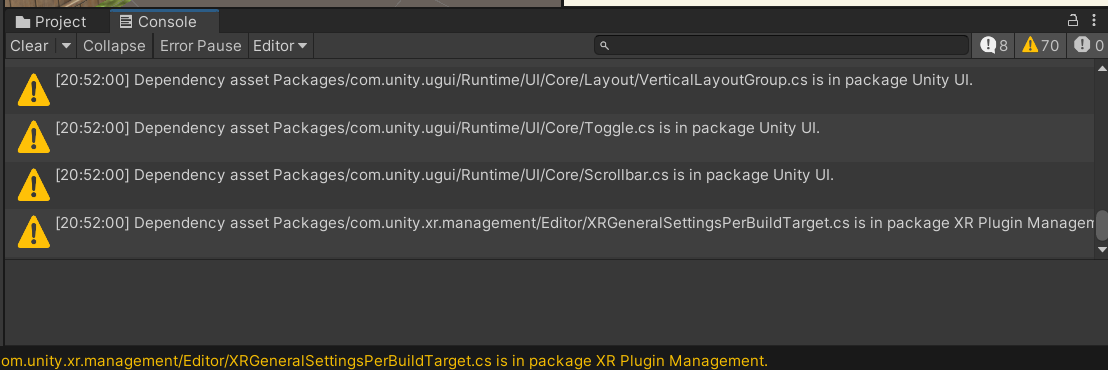 Project Console
Clear Collapse Error Pause Editor 8 70 0
[20:52:00] Dependency asset Packages/com.unity.ugui/Runtime/UI/Core/Layout/VerticalLayoutGroup.cs is in package Unity UI.
[20:52:00] Dependency asset Packages/com.unity.ugui/Runtime/UI/Core/Toggle.cs is in package Unity UI.
[20:52:00] Dependency asset Packages/com.unity.ugui/Runtime/UI/Core/Scrollbar.cs is in package Unity UI.
[20:52:00] Dependency asset Packages/com.unity.xr.management/Editor/XRGeneralSettingsPerBuildTarget.cs is in package XR Plugin Managem
om.unity.xr.management/Editor/XRGeneralSettingsPerBuildTarget.cs is in package XR Plugin Management.